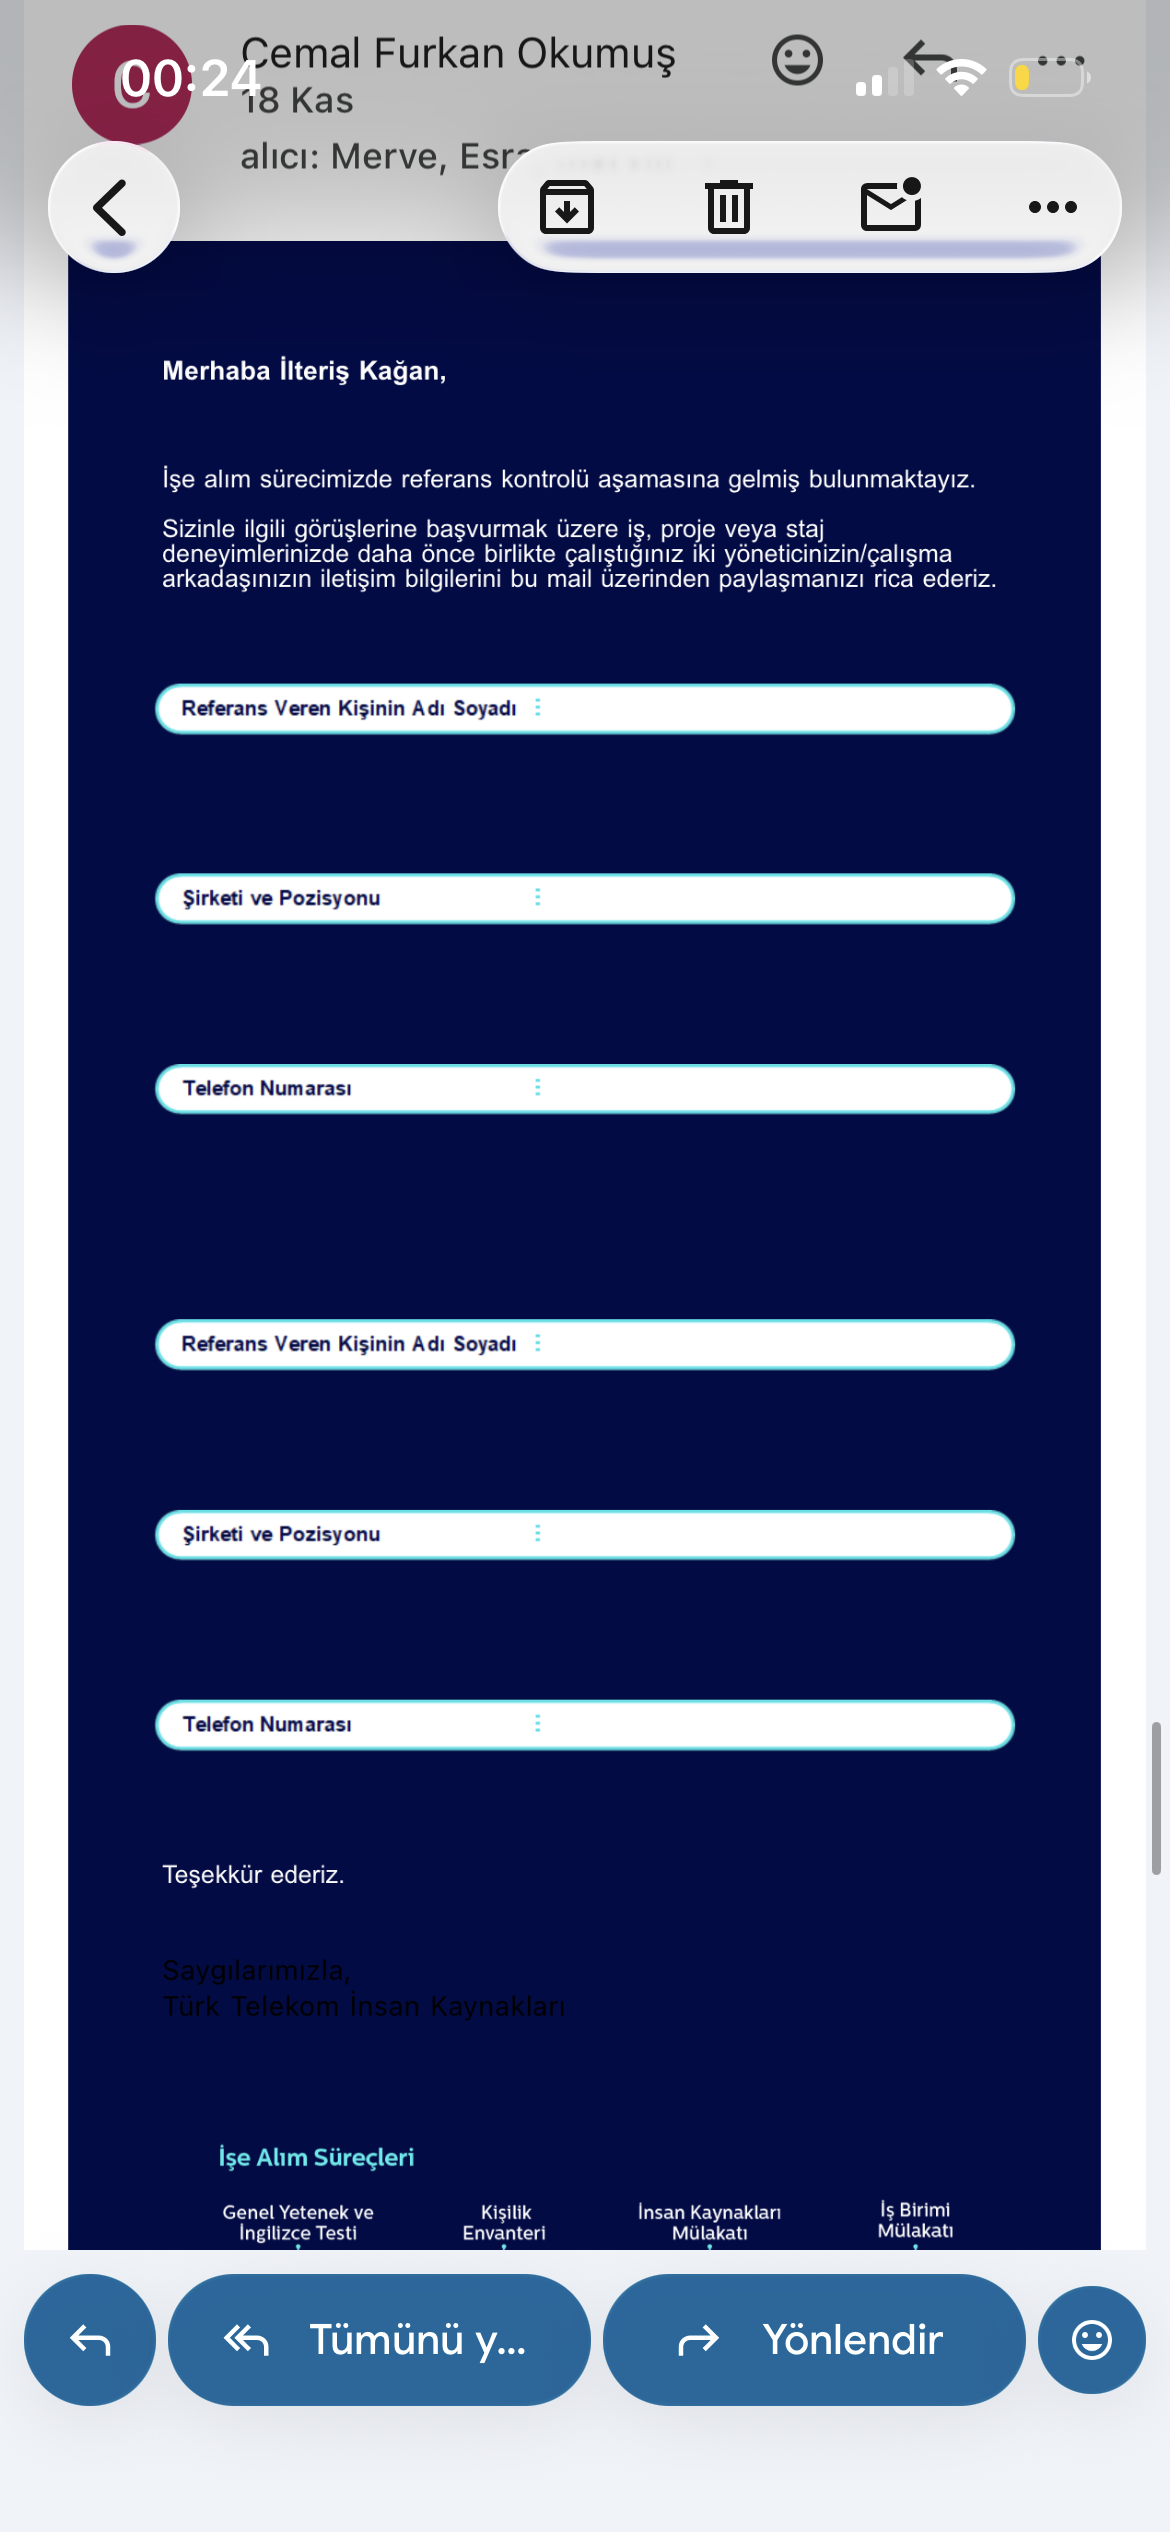 00:24
Cemal Furkan Okumuş
18 Kas
alıcı: Merve, Esra
Merhaba İlteriş Kağan,
İşe alım sürecimizde referans kontrolü aşamasına gelmiş bulunmaktayız.
Sizinle ilgili görüşlerine başvurmak üzere iş, proje veya staj
deneyimlerinizde daha önce birlikte çalıştığınız iki yöneticinizin/çalışma
arkadaşınızın iletişim bilgilerini bu mail üzerinden paylaşmanızı rica ederiz.
Referans Veren Kişinin Adı Soyadı
Şirketi ve Pozisyonu
Telefon Numarası
Referans Veren Kişinin Adı Soyadı
Şirketi ve Pozisyonu
Telefon Numarası
Teşekkür ederiz.
Saygılarımızla,
Türk Telekom İnsan Kaynakları
İşe Alım Süreçleri
Genel Yetenek ve
İngilizce Testi
Kişilik
Envanteri
İnsan Kaynakları
Mülakatı
İş Birimi
Mülakatı
Tümünü y...
Yönlendir